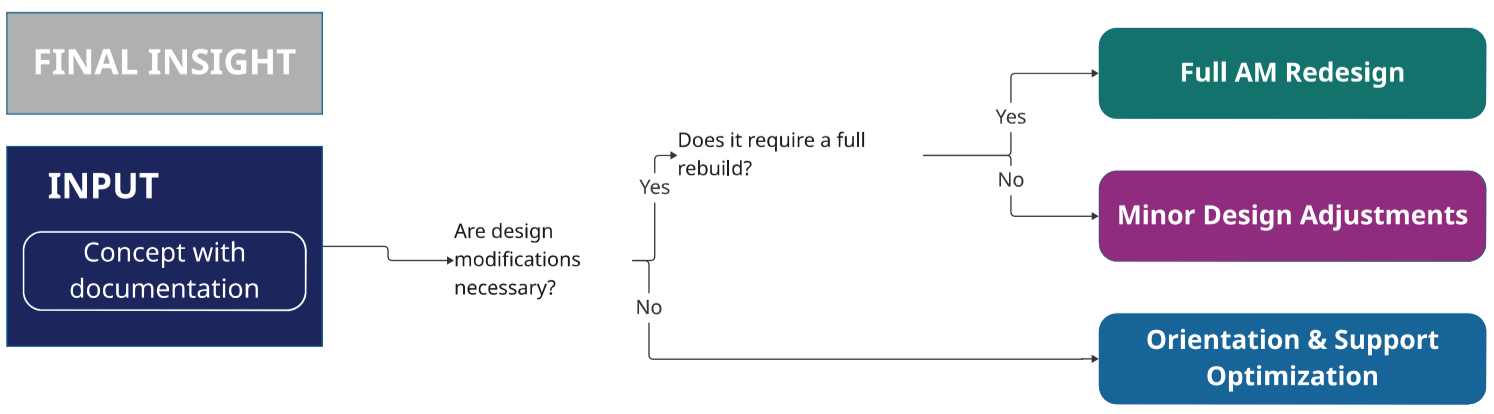 FINAL INSIGHT
INPUT
Concept with
documentation
Are design
modifications
necessary?
Yes
No
Does it require a full
rebuild?
Yes
No
Full AM Redesign
Minor Design Adjustments
Orientation & Support
Optimization